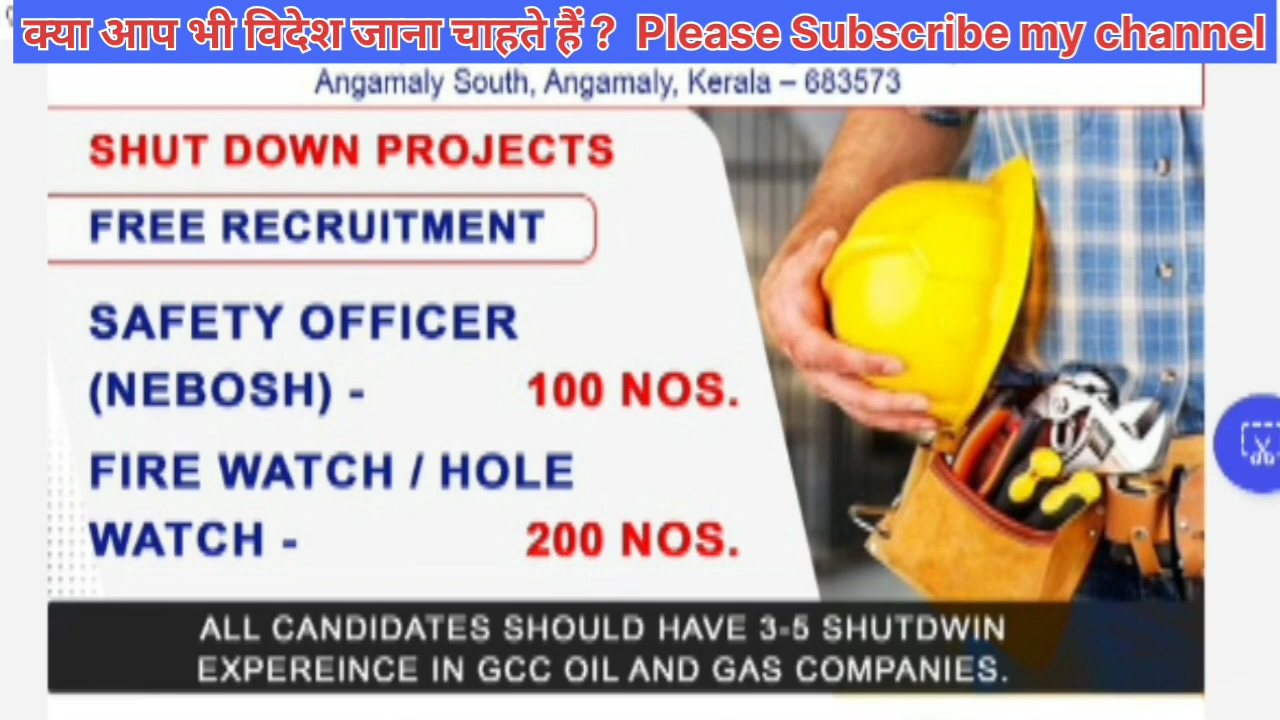 क्या आप भी विदेश जाना चाहते हैं ? Please Subscribe my channel
Angamaly South, Angamaly, Kerala – 683573
SHUT DOWN PROJECTS
FREE RECRUITMENT
SAFETY OFFICER
(NEBOSH) - 100 NOS.
FIRE WATCH / HOLE
WATCH - 200 NOS.
ALL CANDIDATES SHOULD HAVE 3-5 SHUTDWIN
EXPEREINCE IN GCC OIL AND GAS COMPANIES.